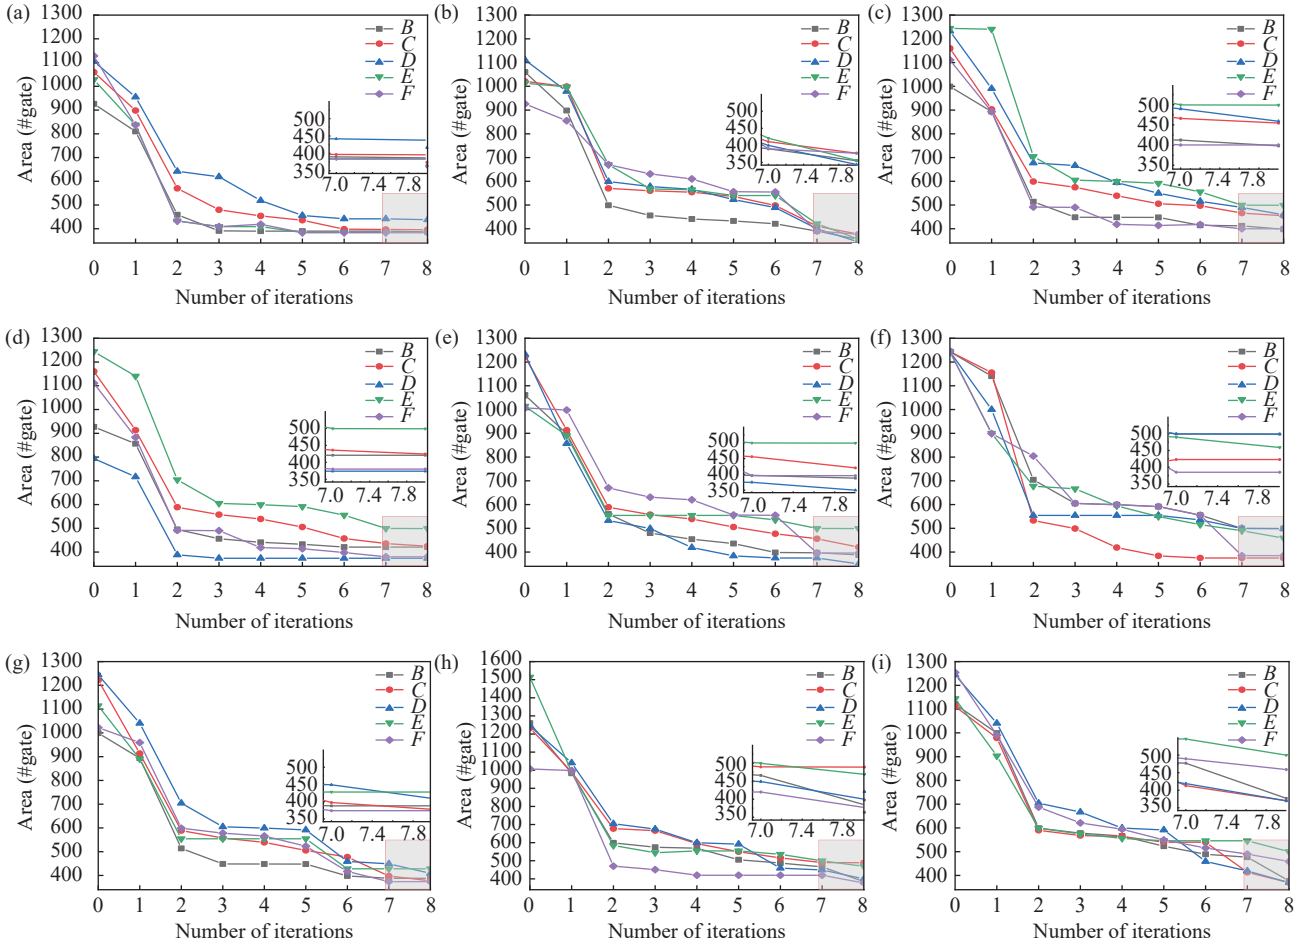 (a)
1300
1200
1100
1000
900
800
700
600
500
400
Area (#gate)
B
C
D
E
F
500
450
400
350
7.0 7.4 7.8
0 1 2 3 4 5 6 7 8
Number of iterations
(b)
1300
1200
1100
1000
900
800
700
600
500
400
Area (#gate)
B
C
D
E
F
500
450
400
350
7.0 7.4 7.8
0 1 2 3 4 5 6 7 8
Number of iterations
(c)
1300
1200
1100
1000
900
800
700
600
500
400
Area (#gate)
B
C
D
E
F
500
450
400
350
7.0 7.4 7.8
0 1 2 3 4 5 6 7 8
Number of iterations
(d)
1300
1200
1100
1000
900
800
700
600
500
400
Area (#gate)
B
C
D
E
F
500
450
400
350
7.0 7.4 7.8
0 1 2 3 4 5 6 7 8
Number of iterations
(e)
1300
1200
1100
1000
900
800
700
600
500
400
Area (#gate)
B
C
D
E
F
500
450
400
350
7.0 7.4 7.8
0 1 2 3 4 5 6 7 8
Number of iterations
(f)
1300
1200
1100
1000
900
800
700
600
500
400
Area (#gate)
B
C
D
E
F
500
450
400
350
7.0 7.4 7.8
0 1 2 3 4 5 6 7 8
Number of iterations
(g)
1300
1200
1100
1000
900
800
700
600
500
400
Area (#gate)
B
C
D
E
F
500
450
400
350
7.0 7.4 7.8
0 1 2 3 4 5 6 7 8
Number of iterations
(h)
1600
1500
1400
1300
1200
1100
1000
900
800
700
600
500
400
Area (#gate)
B
C
D
E
F
500
450
400
350
7.0 7.4 7.8
0 1 2 3 4 5 6 7 8
Number of iterations
(i)
1300
1200
1100
1000
900
800
700
600
500
400
Area (#gate)
B
C
D
E
F
500
450
400
350
7.0 7.4 7.8
0 1 2 3 4 5 6 7 8
Number of iterations